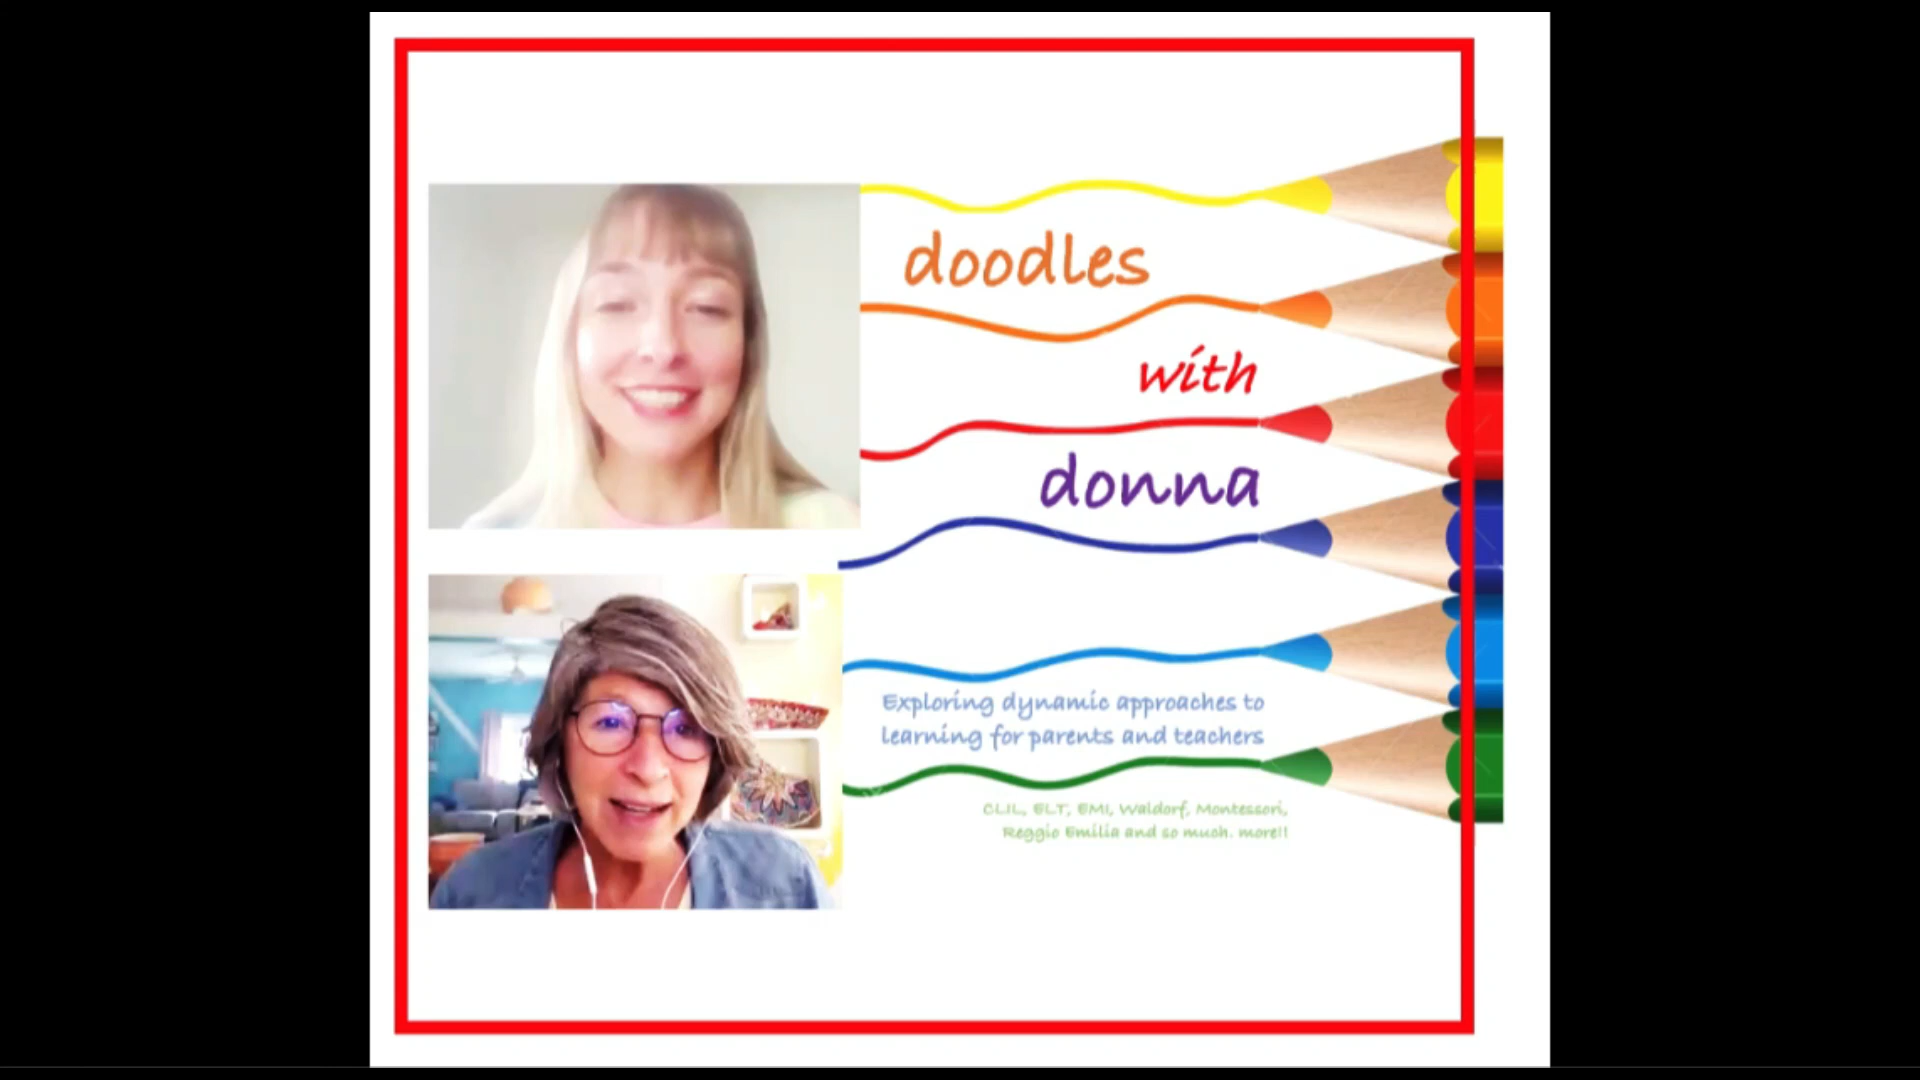 doodles
with
donna
Exploring dynamic approaches to
learning for parents and teachers
CLIL, ELT, EMI, Waldorf, Montessori,
Reggio Emilia and so much. more!!